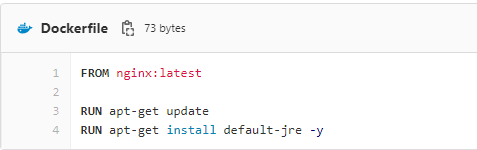 Dockerfile 73 bytes
1 FROM nginx:latest
2
3 RUN apt-get update
4 RUN apt-get install default-jre -y